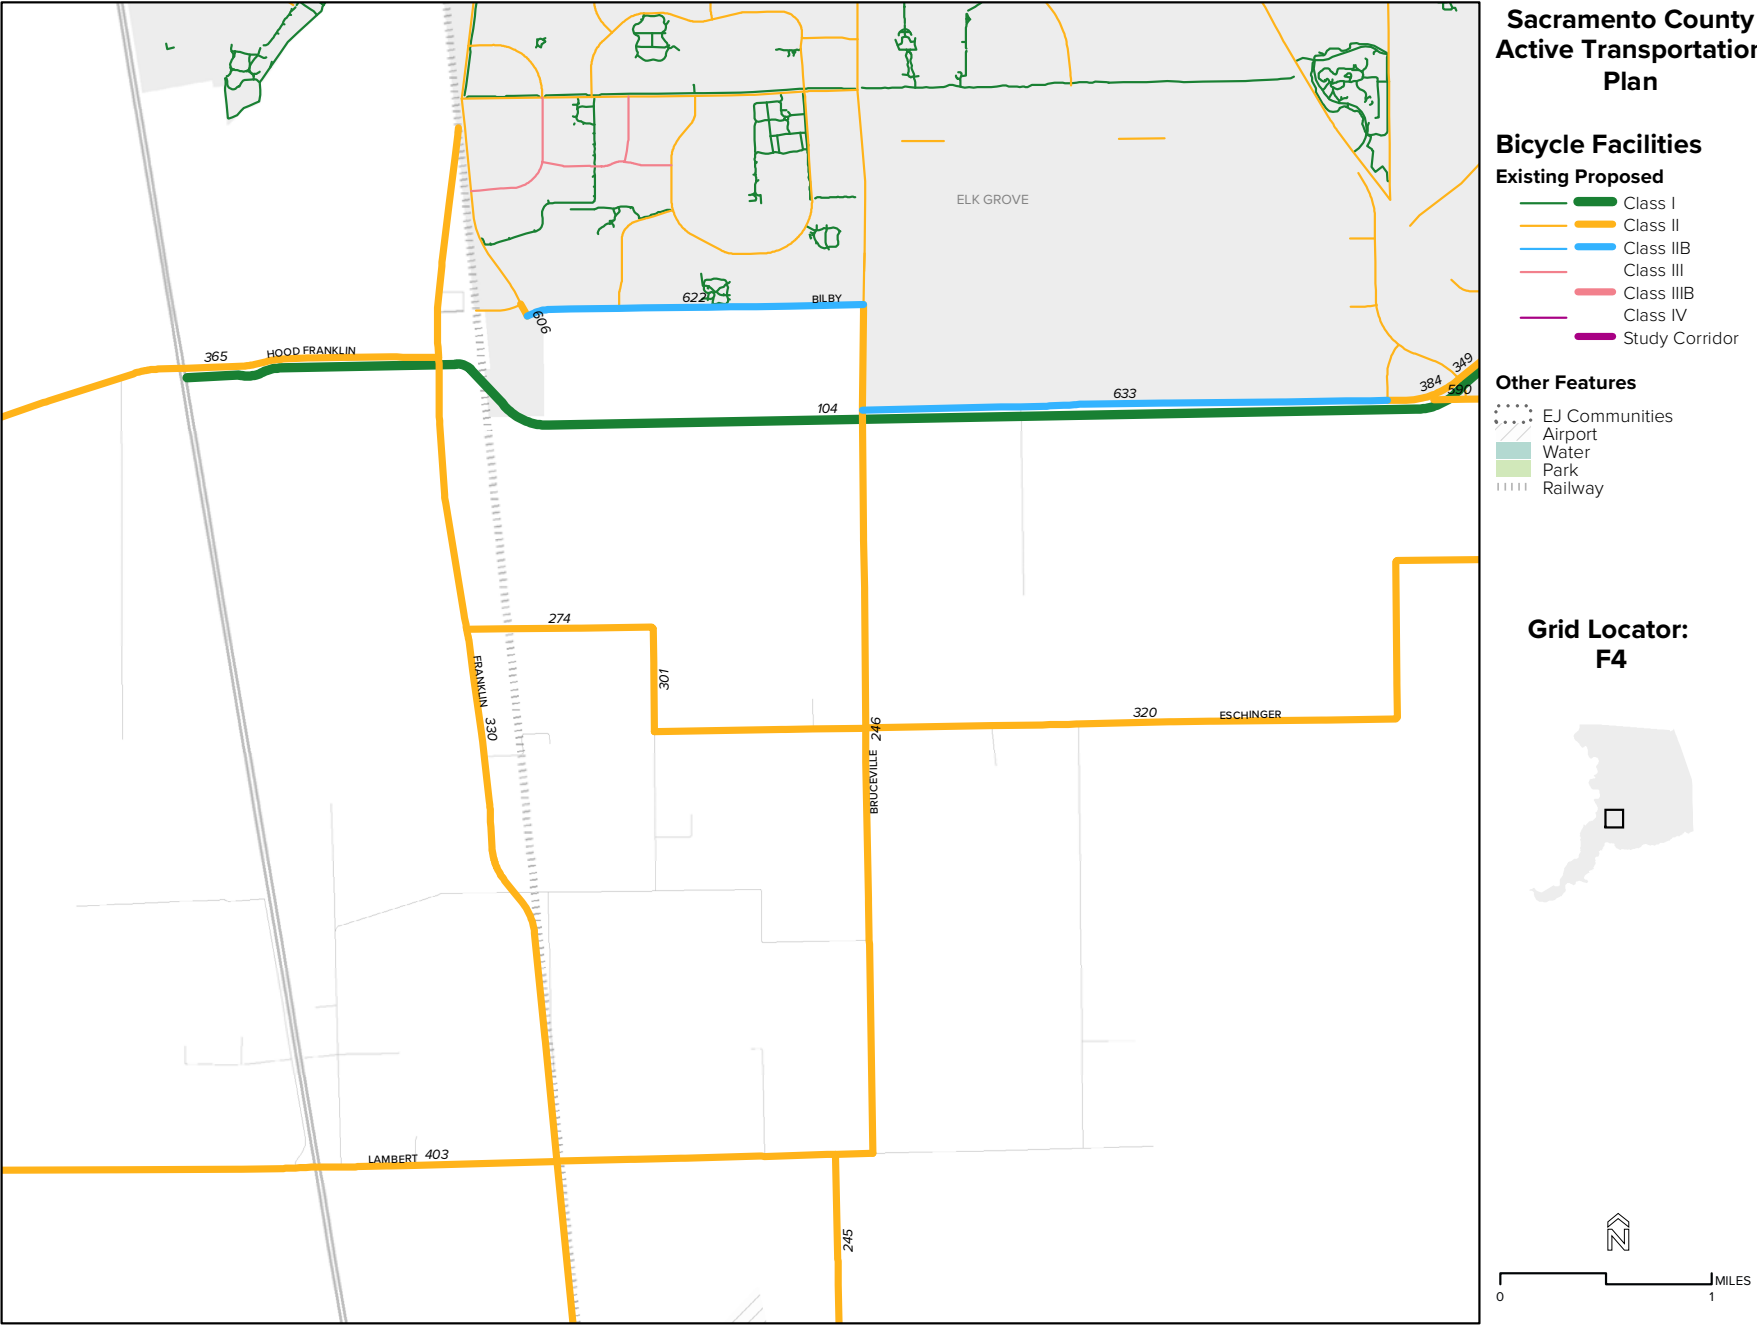 Sacramento County
Active Transportation
Plan
Bicycle Facilities
Existing Proposed
Class I
Class II
Class IIB
Class III
Class IIIB
Class IV
Study Corridor
Other Features
EJ Communities
Airport
Water
Park
Railway
Grid Locator:
F4
N
MILES
0 1
ELK GROVE
622
BILBY
606
365
HOOD FRANKLIN
349
384
590
633
104
274
301
FRANKLIN
330
246
320
ESCHINGER
BRUCEVILLE
LAMBERT 403
245